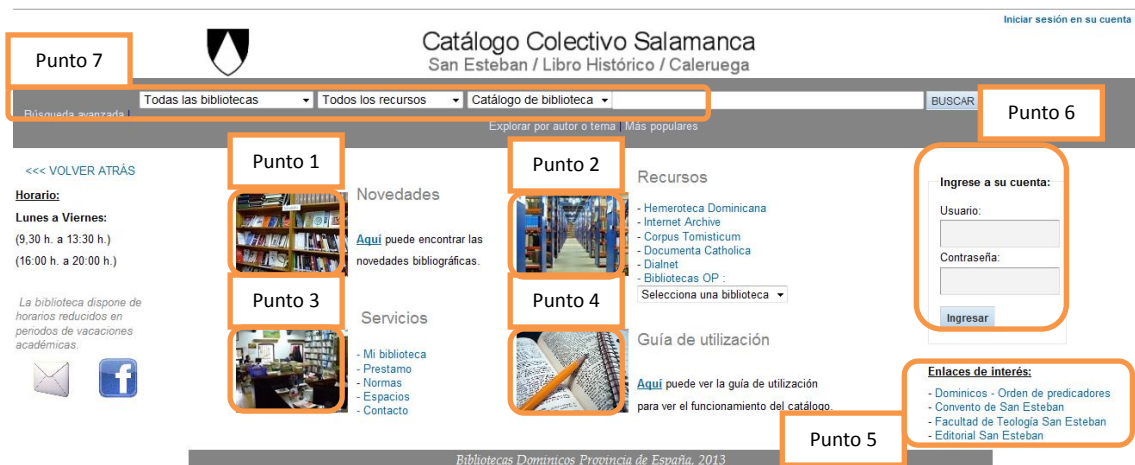 Iniciar sesión en su cuenta
Punto 7
Catálogo Colectivo Salamanca
San Esteban / Libro Histórico / Caleruega
Todas las bibliotecas
Todos los recursos
Catálogo de biblioteca
BUSCAR
Búsqueda avanzada |
Explorar por autor o tema | Más populares
Punto 6
<<< VOLVER ATRÁS
Horario:
Lunes a Viernes:
(9,30 h. a 13:30 h.)
(16:00 h. a 20:00 h.)
La biblioteca dispone de
horarios reducidos en
periodos de vacaciones
académicas.
Punto 1
Novedades
Aquí puede encontrar las
novedades bibliográficas.
Punto 2
Recursos
- Hemeroteca Dominicana
- Internet Archive
- Corpus Tomisticum
- Documenta Catholica
- Dialnet
- Bibliotecas OP :
Selecciona una biblioteca
Punto 3
Servicios
- Mi biblioteca
- Prestamo
- Normas
- Espacios
- Contacto
Punto 4
Guía de utilización
Aquí puede ver la guía de utilización
para ver el funcionamiento del catálogo.
Ingrese a su cuenta:
Usuario:
Contraseña:
Ingresar
Enlaces de interés:
- Dominicos - Orden de predicadores
- Convento de San Esteban
- Facultad de Teología San Esteban
- Editorial San Esteban
Punto 5
Bibliotecas Dominicos Provincia de España, 2013